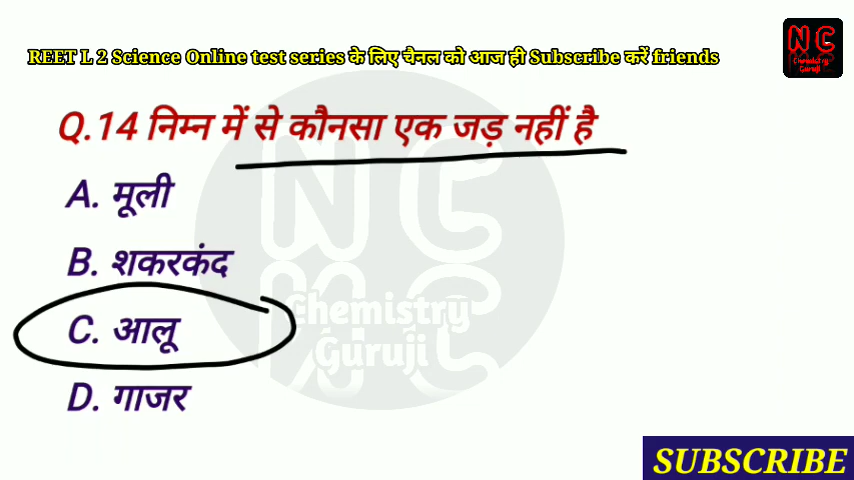 REET L 2 Science Online test series के लिए चैनल को आज ही Subscribe करें friends
NC
Chemistry
Guruji
Q.14 निम्न में से कौनसा एक जड़ नहीं है
A. मूली
B. शकरकंद
C. आलू
D. गाजर
NC
Chemistry
Guruji
SUBSCRIBE